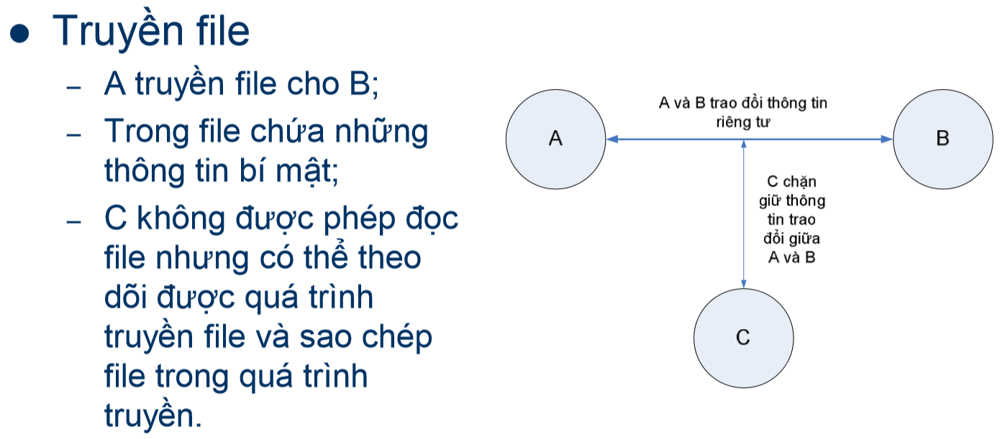 ● Truyền file
– A truyền file cho B;
– Trong file chứa những
thông tin bí mật;
– C không được phép đọc
file nhưng có thể theo
dõi được quá trình
truyền file và sao chép
file trong quá trình
truyền.
A và B trao đổi thông tin
riêng tư
A
B
C chặn
giữ thông
tin trao
đổi giữa
A và B
C